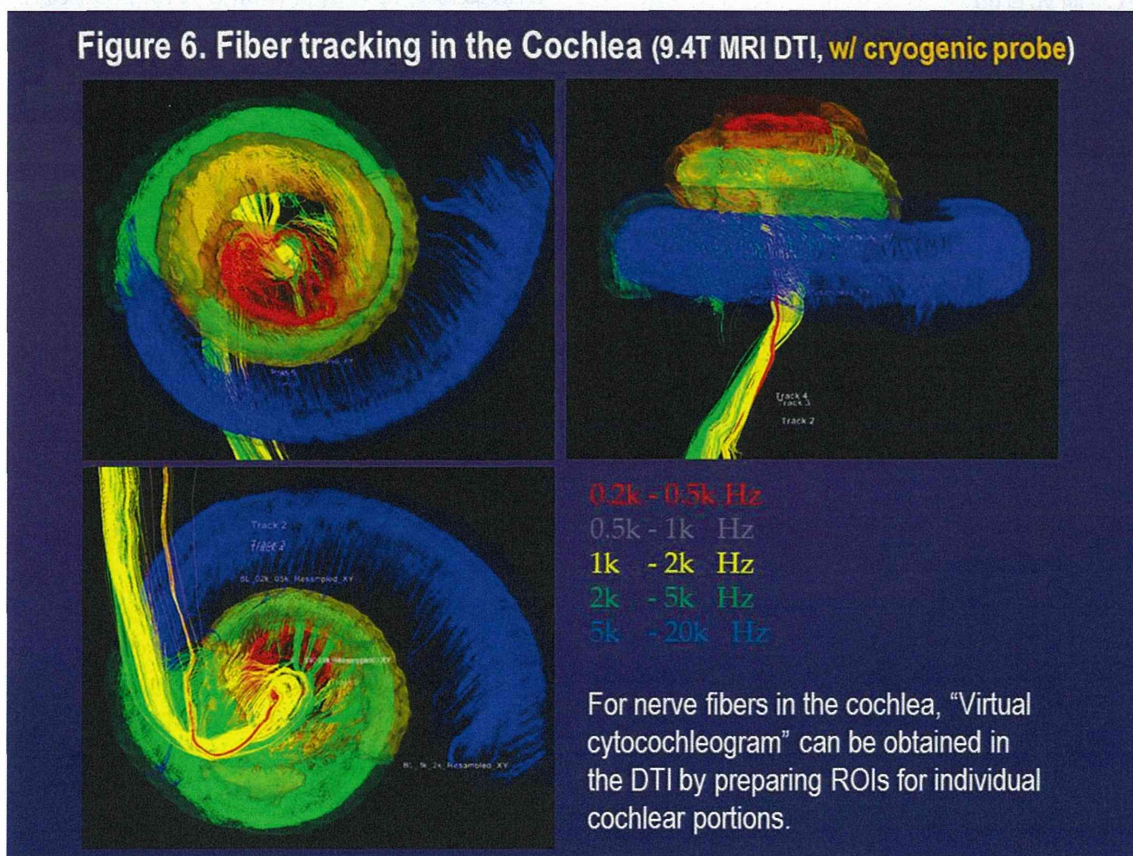 Figure 6. Fiber tracking in the Cochlea (9.4T MRI DTI, w/ cryogenic probe)
Track 4
Track 3
Track 2
Track 2
BL_02k_05k_Resampled_XY
BL_1k_2k_Resampled_XY
0.2k - 0.5k Hz
0.5k - 1k Hz
1k - 2k Hz
2k - 5k Hz
5k - 20k Hz
For nerve fibers in the cochlea, “Virtual
cytocochleogram” can be obtained in
the DTI by preparing ROIs for individual
cochlear portions.